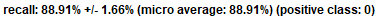 recall: 88.91% +/- 1.66% (micro average: 88.91%) (positive class: 0)